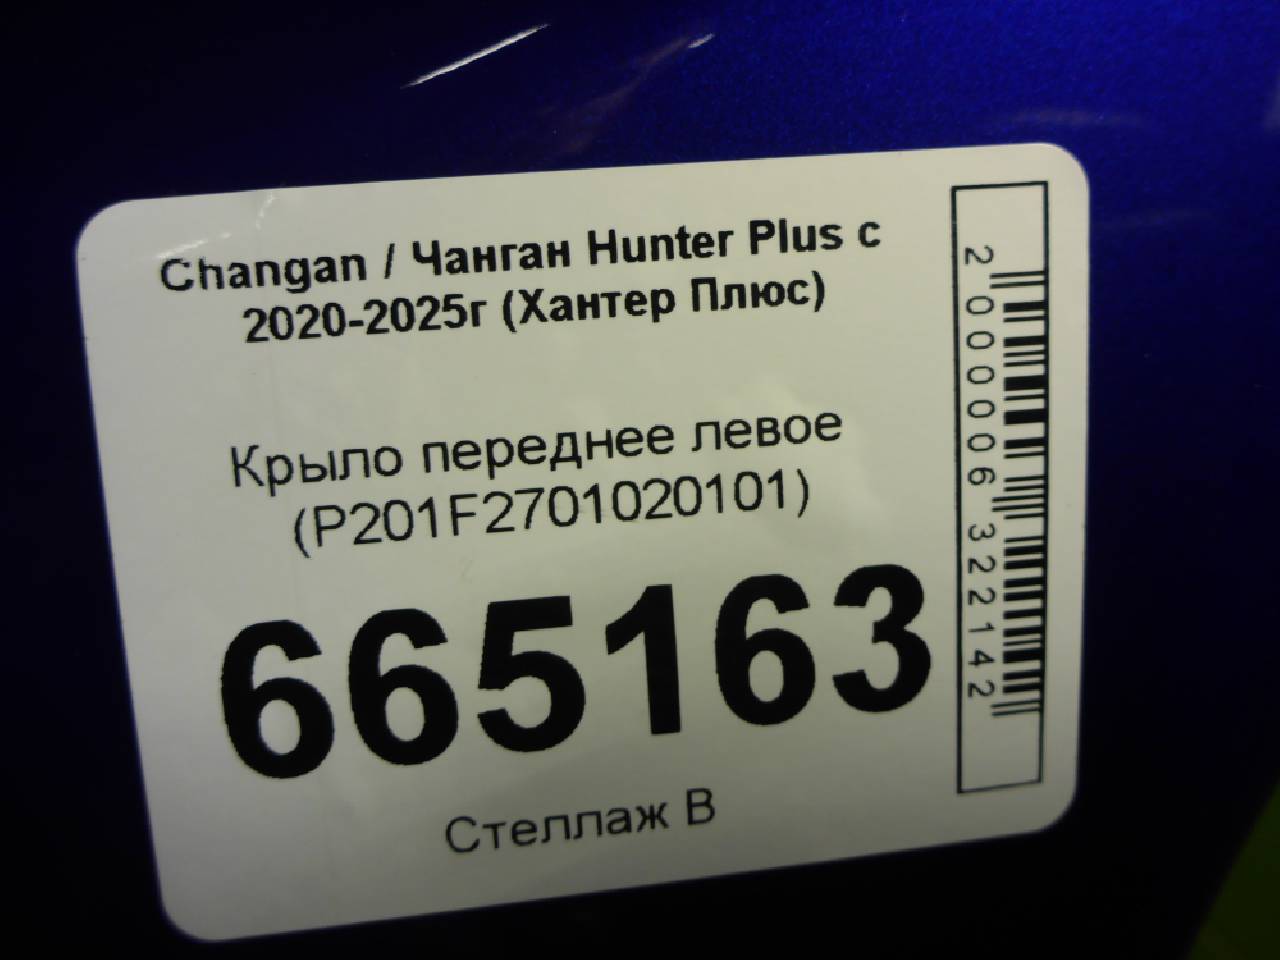 Changan / Чанган Hunter Plus с
2020-2025г (Хантер Плюс)
Крыло переднее левое
(P201F2701020101)
665163
Стеллаж В
2000006322142